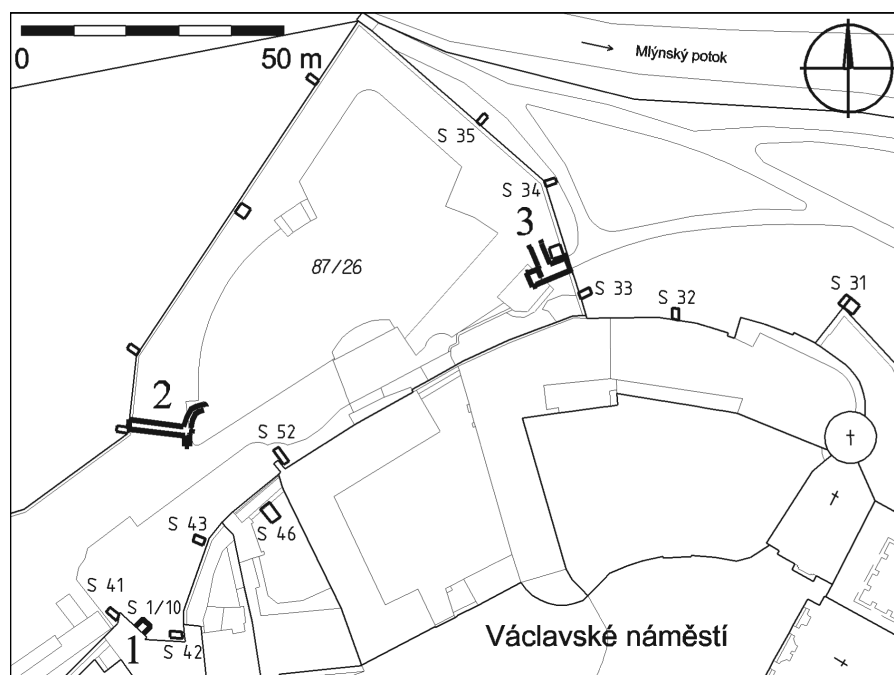 0 50 m
Mlýnský potok
S 35
S 34
3
87/26
S 33
S 32
S 31
2
S 52
S 43
S 46
S 41
S 1/10
1
S 42
Václavské náměstí